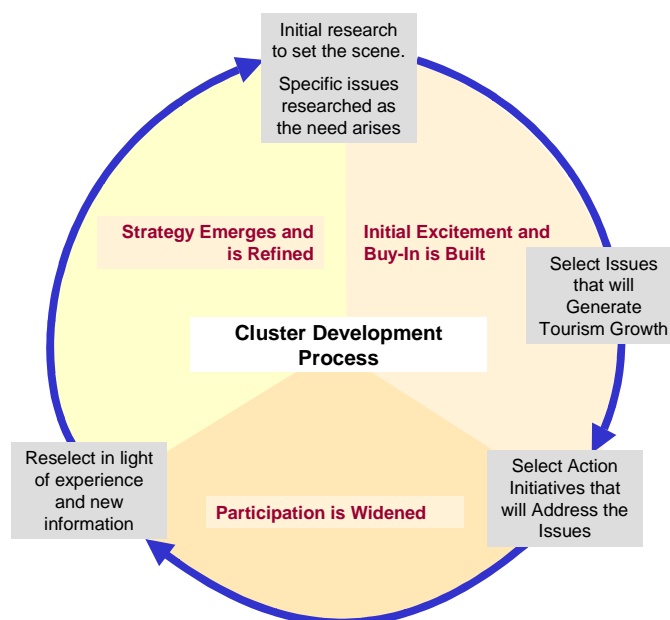 Initial research
to set the scene.
Specific issues
researched as
the need arises
Strategy Emerges and
is Refined
Initial Excitement and
Buy-In is Built
Select Issues
that will
Generate
Tourism Growth
Cluster Development
Process
Reselect in light
of experience
and new
information
Participation is Widened
Select Action
Initiatives that
will Address the
Issues